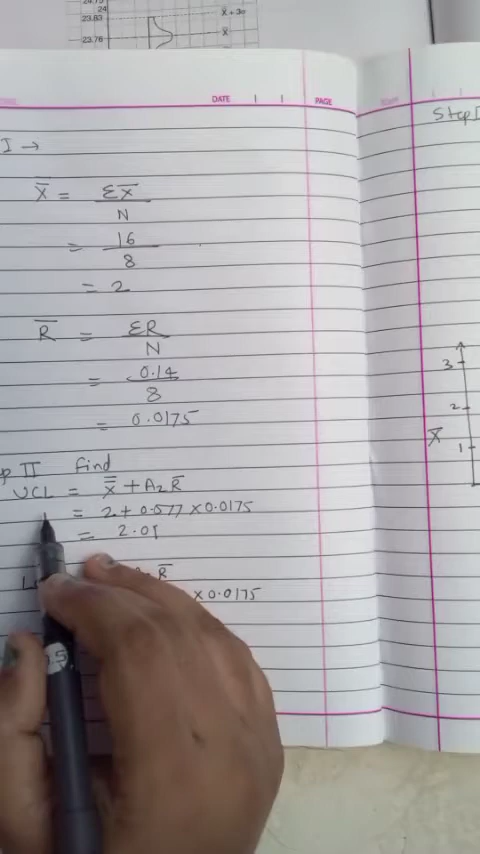 24
23.83
X̄ + 3σ
23.76
X̄
DATE
PAGE
Step I
I →
X̿ = ΣX̄
N
= 16
8
= 2
R̄ = ΣR
N
= 0.14
8
= 0.0175
II find
UCL = X̿ + A₂R̄
= 2 + 0.577 × 0.0175
= 2.01
R̄
× 0.0175
3
2
X̄
1